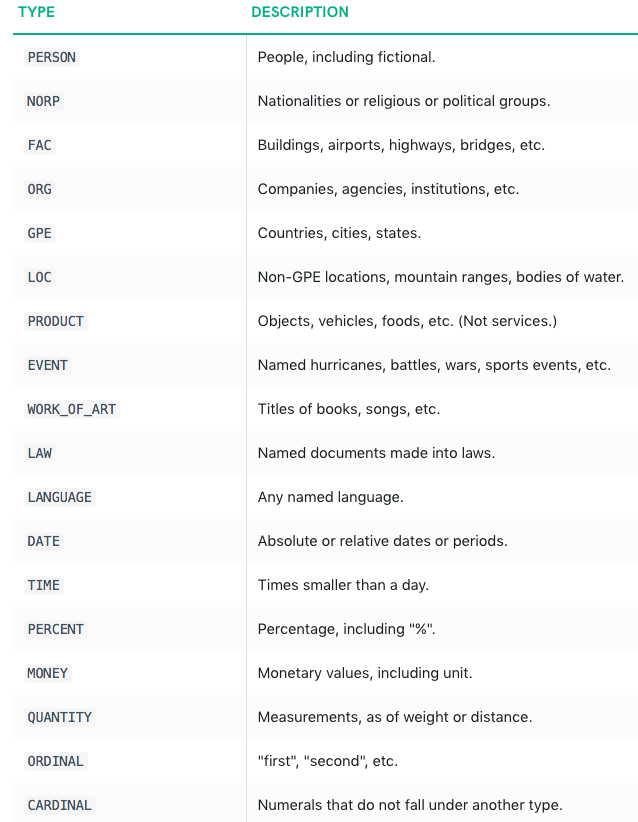 TYPE DESCRIPTION
PERSON People, including fictional.
NORP Nationalities or religious or political groups.
FAC Buildings, airports, highways, bridges, etc.
ORG Companies, agencies, institutions, etc.
GPE Countries, cities, states.
LOC Non-GPE locations, mountain ranges, bodies of water.
PRODUCT Objects, vehicles, foods, etc. (Not services.)
EVENT Named hurricanes, battles, wars, sports events, etc.
WORK_OF_ART Titles of books, songs, etc.
LAW Named documents made into laws.
LANGUAGE Any named language.
DATE Absolute or relative dates or periods.
TIME Times smaller than a day.
PERCENT Percentage, including "%".
MONEY Monetary values, including unit.
QUANTITY Measurements, as of weight or distance.
ORDINAL "first", "second", etc.
CARDINAL Numerals that do not fall under another type.